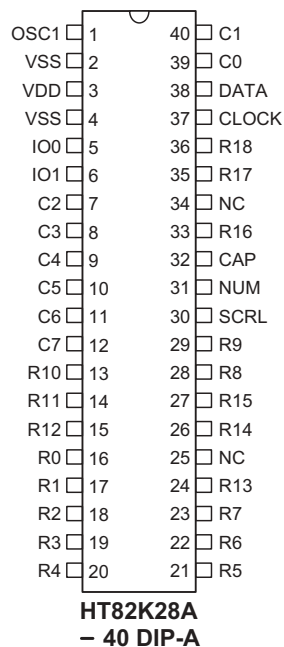 OSC1 1 40 C1
VSS 2 39 C0
VDD 3 38 DATA
VSS 4 37 CLOCK
IO0 5 36 R18
IO1 6 35 R17
C2 7 34 NC
C3 8 33 R16
C4 9 32 CAP
C5 10 31 NUM
C6 11 30 SCRL
C7 12 29 R9
R10 13 28 R8
R11 14 27 R15
R12 15 26 R14
R0 16 25 NC
R1 17 24 R13
R2 18 23 R7
R3 19 22 R6
R4 20 21 R5
HT82K28A
– 40 DIP-A